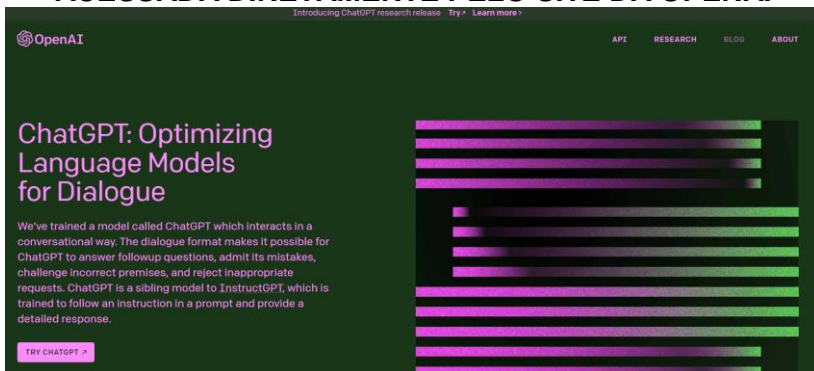 Introducing ChatGPT research release Try↗ Learn more>
OpenAI
API RESEARCH BLOG ABOUT
ChatGPT: Optimizing
Language Models
for Dialogue
We've trained a model called ChatGPT which interacts in a
conversational way. The dialogue format makes it possible for
ChatGPT to answer followup questions, admit its mistakes,
challenge incorrect premises, and reject inappropriate
requests. ChatGPT is a sibling model to InstructGPT, which is
trained to follow an instruction in a prompt and provide a
detailed response.
TRY CHATGPT ↗